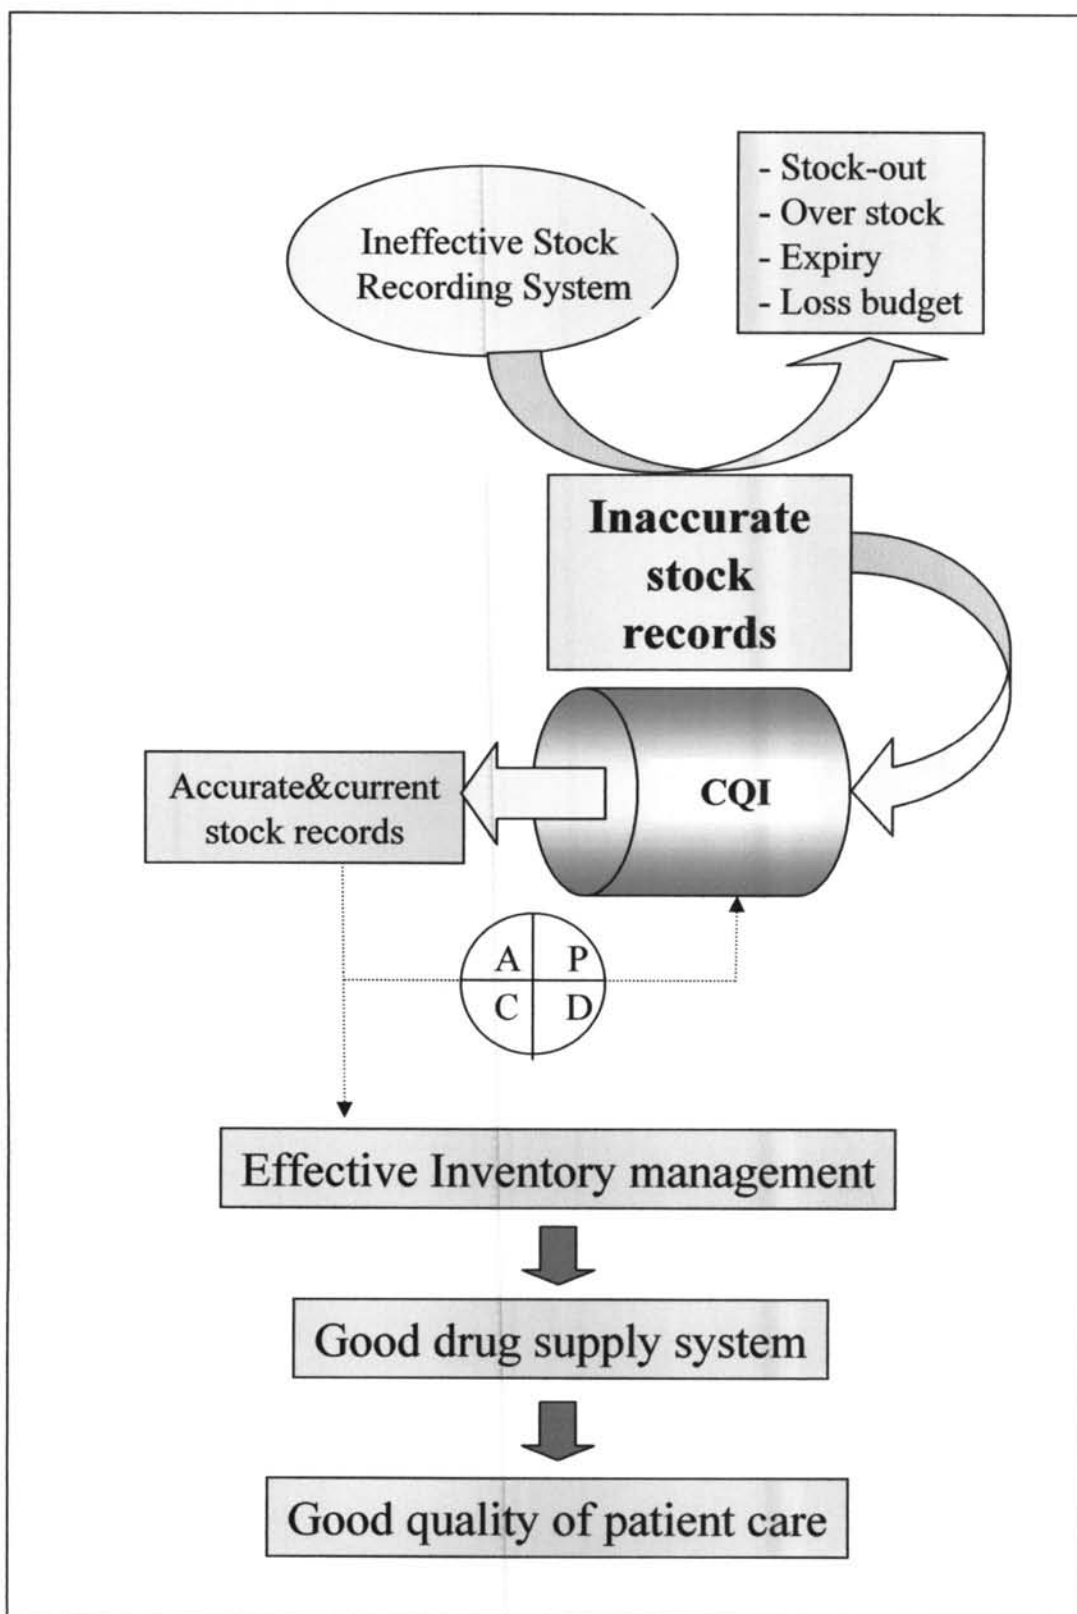 Ineffective Stock
Recording System
- Stock-out
- Over stock
- Expiry
- Loss budget
Inaccurate
stock
records
CQI
Accurate&current
stock records
A P
C D
Effective Inventory management
Good drug supply system
Good quality of patient care